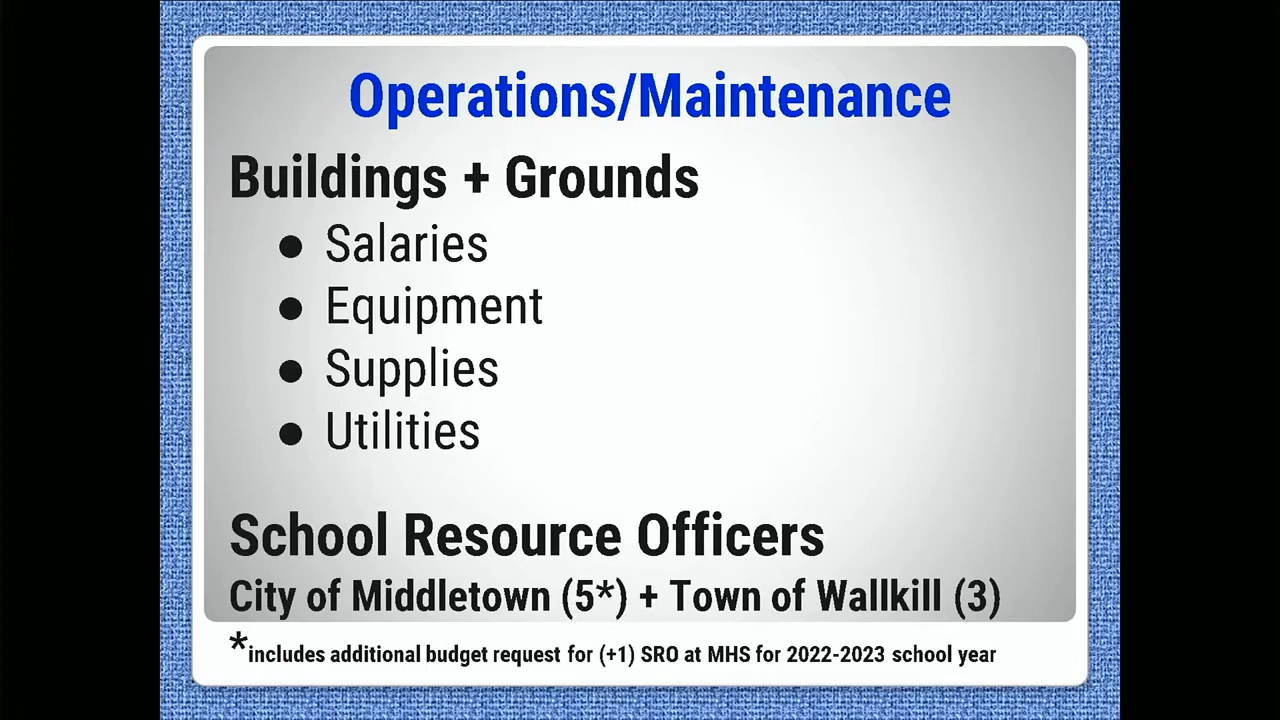 Operations/Maintenance
Buildings + Grounds
● Salaries
● Equipment
● Supplies
● Utilities
School Resource Officers
City of Middletown (5*) + Town of Wallkill (3)
*includes additional budget request for (+1) SRO at MHS for 2022-2023 school year